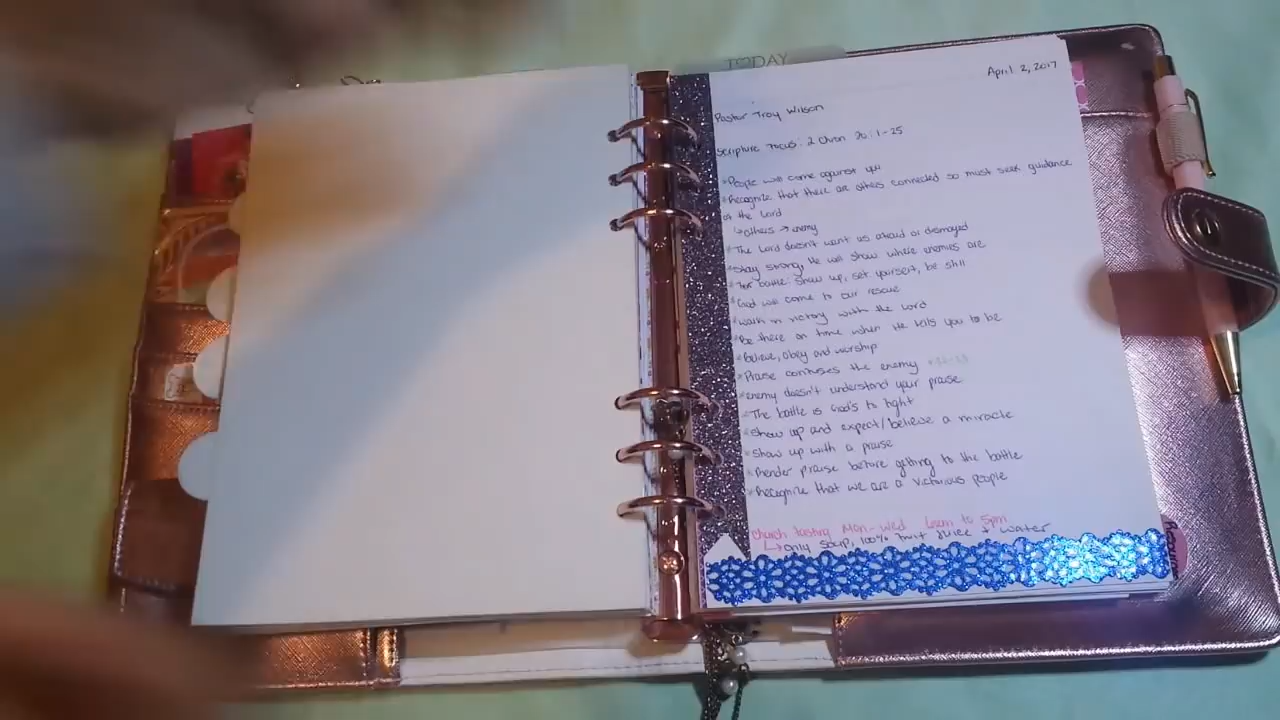 TODAY
April 2, 2017
Pastor Troy Wilson
Scripture Focus: 2 Chron 20:1-25
*People will come against you
*Recognize that there are others connected so must seek guidance
of the Lord
↳others → enemy
*The Lord doesn't want us afraid or dismayed
*Stay strong, He will show where enemies are
*For battle: show up, set yourself, be still
*God will come to our rescue
*Walk in victory with the Lord
*Be there on time when He tells you to be
*Believe, obey and worship
*Praise confuses the enemy
*enemy doesn't understand your praise
*The battle is God's to fight
*Show up and expect/believe a miracle
*Show up with a praise
*Render praise before getting to the battle
*Recognize that we are a victorious people
Church fasting Mon-Wed 6am to 5pm
↳only soup, 100% fruit juice + water